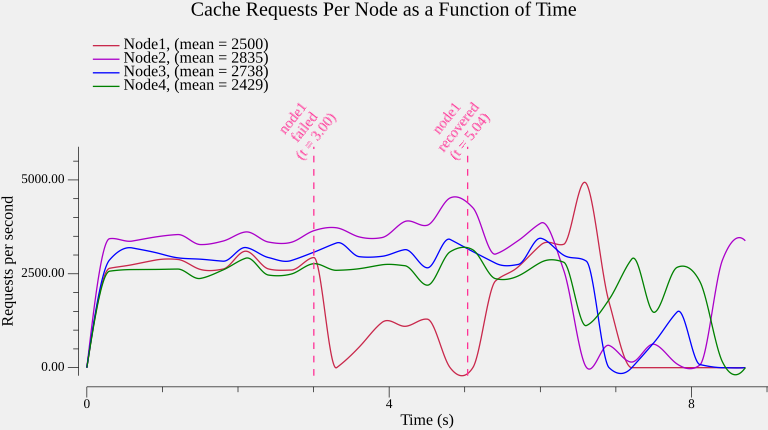 Cache Requests Per Node as a Function of Time
Node1, (mean = 2500)
Node2, (mean = 2835)
Node3, (mean = 2738)
Node4, (mean = 2429)
node1
failed
(t = 3.00)
node1
recovered
(t = 5.04)
5000.00
2500.00
0.00
Requests per second
0 4 8
Time (s)